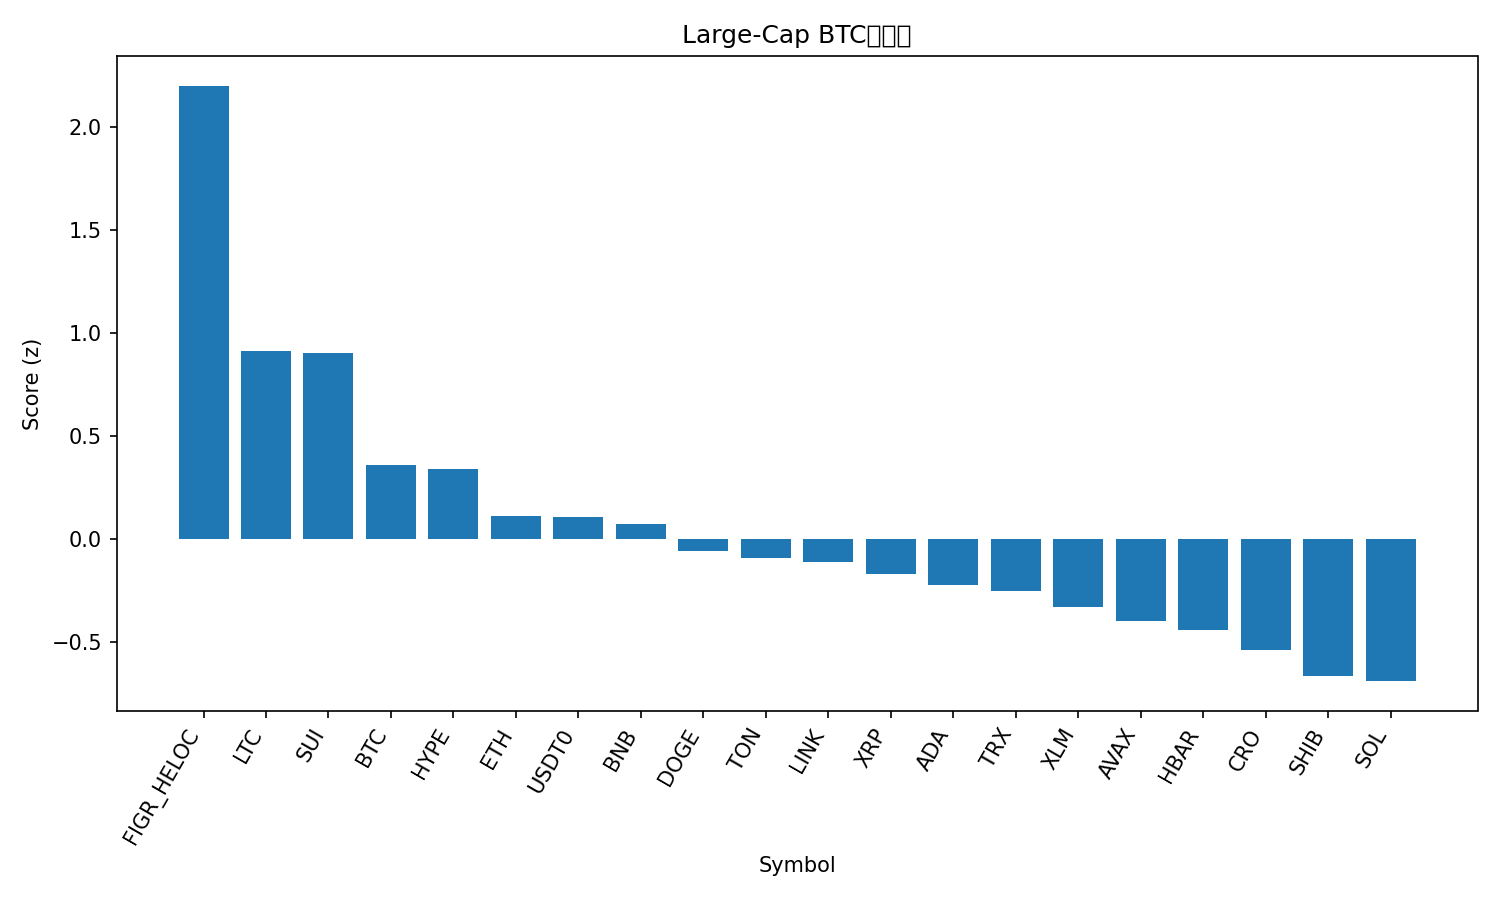 Large-Cap BTC
Score (z)
2.0
1.5
1.0
0.5
0.0
−0.5
FIGR_HELOC
LTC
SUI
BTC
HYPE
ETH
USDT0
BNB
DOGE
TON
LINK
XRP
ADA
TRX
XLM
AVAX
HBAR
CRO
SHIB
SOL
Symbol